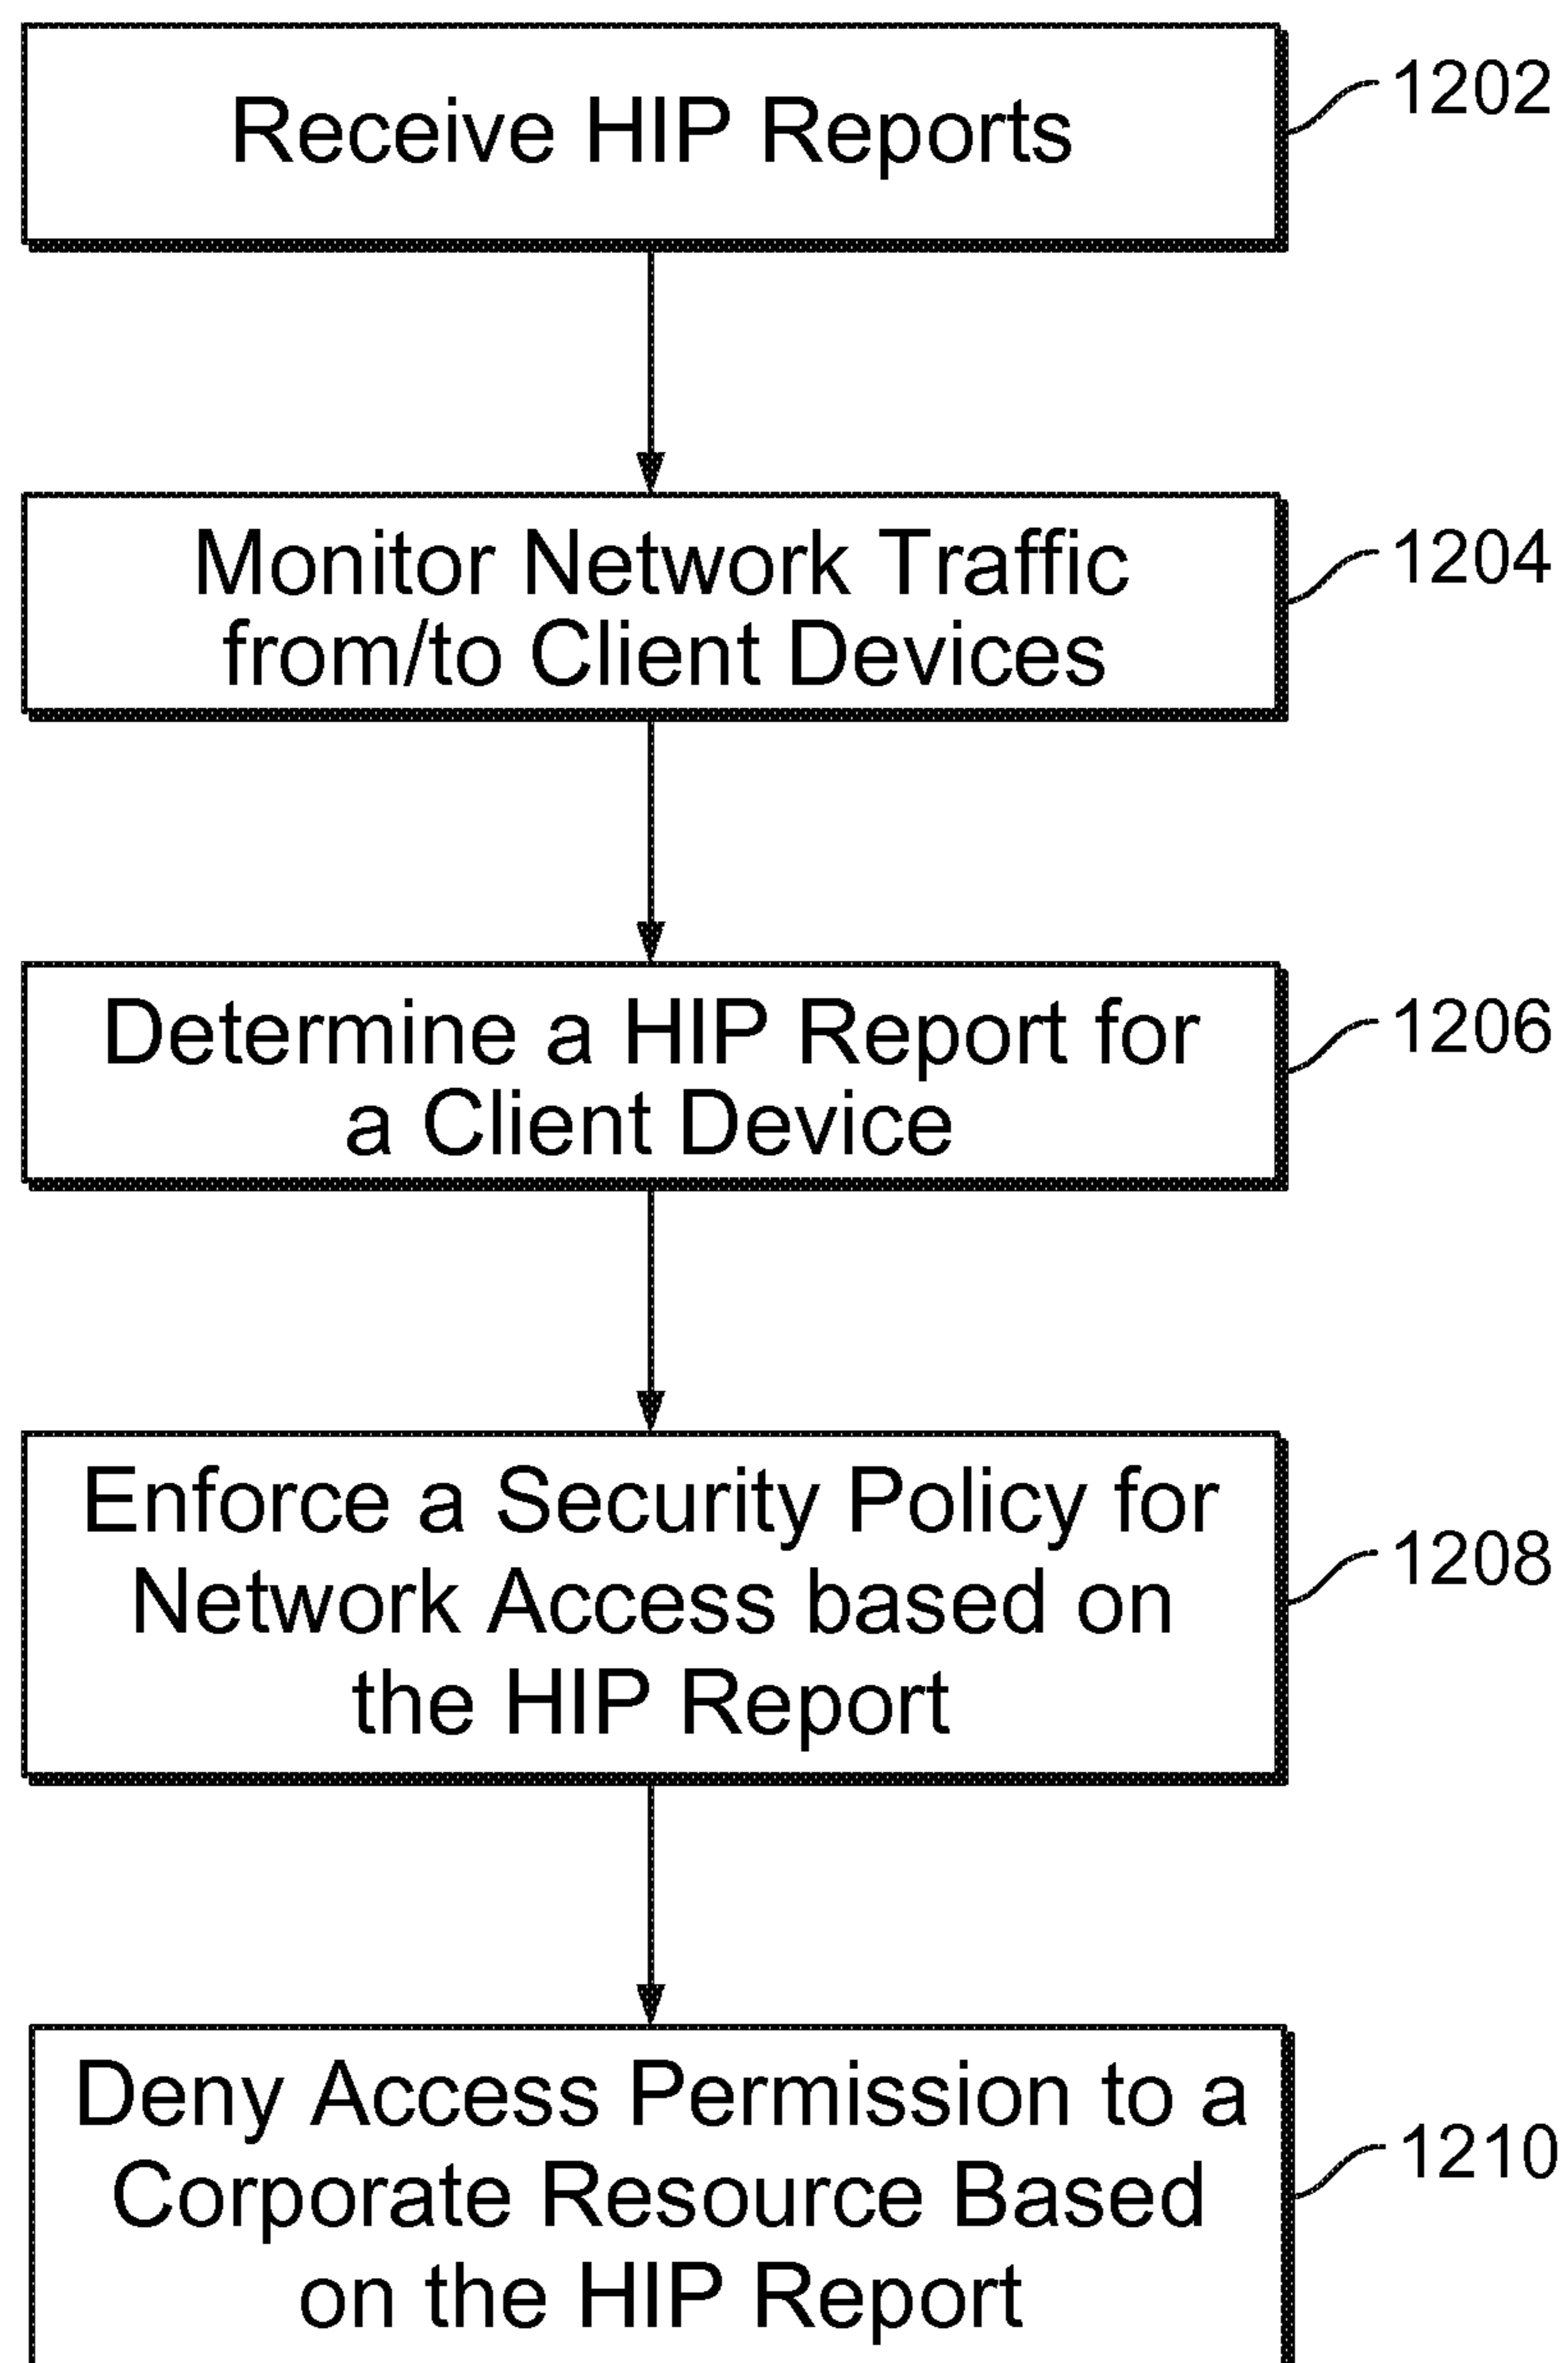 Receive HIP Reports
1202
Monitor Network Traffic
from/to Client Devices
1204
Determine a HIP Report for
a Client Device
1206
Enforce a Security Policy for
Network Access based on
the HIP Report
1208
Deny Access Permission to a
Corporate Resource Based
on the HIP Report
1210